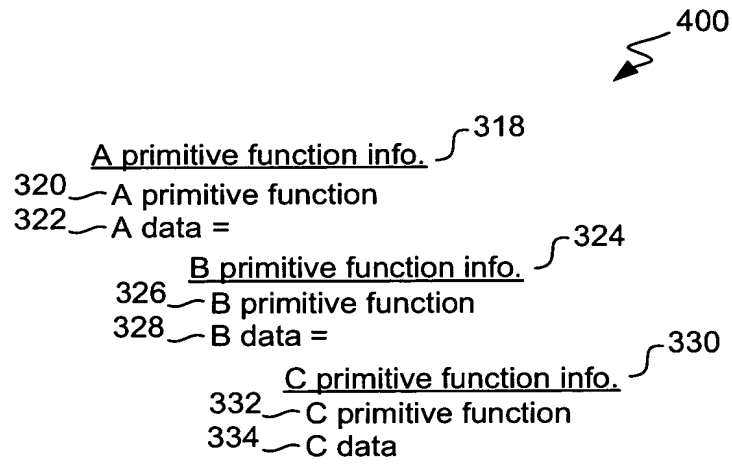 400
A primitive function info. 318
320 A primitive function
322 A data =
324
B primitive function info.
326 B primitive function
328 B data =
330
C primitive function info.
332 C primitive function
334 C data